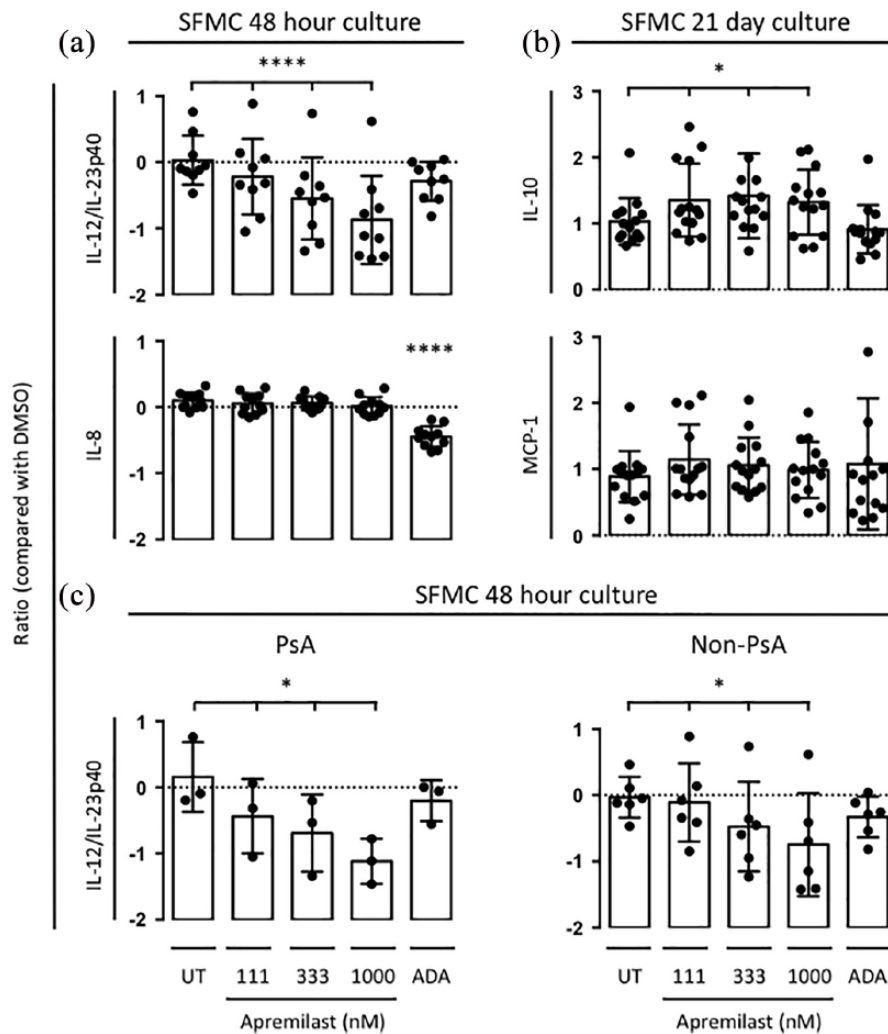 (a)
SFMC 48 hour culture
(b)
SFMC 21 day culture
Ratio (compared with DMSO)
IL-12/IL-23p40
****
1
0
-1
-2
IL-10
*
3
2
1
0
IL-8
****
1
0
-1
-2
MCP-1
3
2
1
0
(c)
SFMC 48 hour culture
PsA
Non-PsA
IL-12/IL-23p40
*
1
0
-1
-2
*
1
0
-1
-2
UT 111 333 1000 ADA
Apremilast (nM)
UT 111 333 1000 ADA
Apremilast (nM)